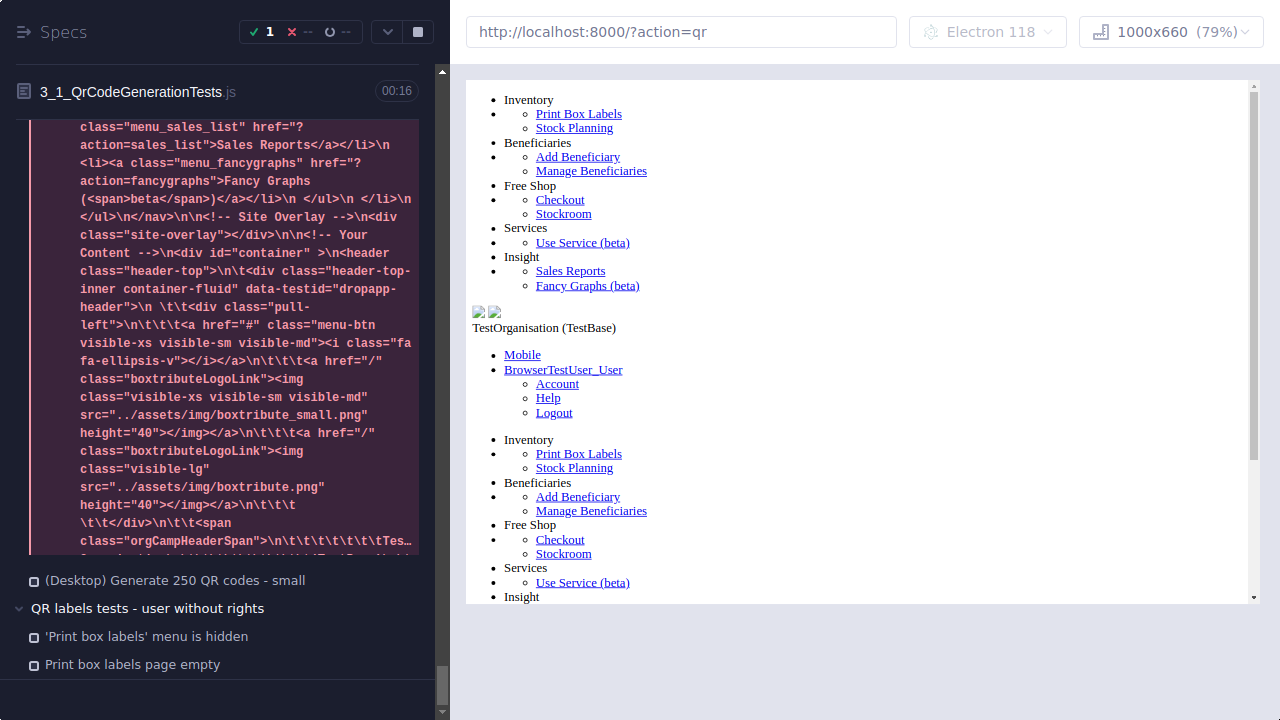 Specs
1
--
--
http://localhost:8000/?action=qr
Electron 118
1000x660 (79%)
3_1_QrCodeGenerationTests.js
00:16
class="menu_sales_list" href="?
action=sales_list">Sales Reports</a></li>\n
<li><a class="menu_fancygraphs" href="?
action=fancygraphs">Fancy Graphs
(<span>beta</span>)</a></li>\n </ul>\n </li>\n
</ul>\n</nav>\n\n<!-- Site Overlay -->\n<div
class="site-overlay"></div>\n\n<!-- Your
Content -->\n<div id="container" >\n<header
class="header-top">\n\t<div class="header-top-
inner container-fluid" data-testid="dropapp-
header">\n \t\t<div class="pull-
left">\n\t\t\t<a href="#" class="menu-btn
visible-xs visible-sm visible-md"><i class="fa
fa-ellipsis-v"></i></a>\n\t\t\t<a href="/"
class="boxtributeLogoLink"><img
class="visible-xs visible-sm visible-md"
src="../assets/img/boxtribute_small.png"
height="40"></img></a>\n\t\t\t<a href="/"
class="boxtributeLogoLink"><img
class="visible-lg"
src="../assets/img/boxtribute.png"
height="40"></img></a>\n\t\t\t
\t\t</div>\n\t\t<span
class="orgCampHeaderSpan">\n\t\t\t\t\t\t\tTes…
(Desktop) Generate 250 QR codes - small
QR labels tests - user without rights
'Print box labels' menu is hidden
Print box labels page empty
Inventory
Print Box Labels
Stock Planning
Beneficiaries
Add Beneficiary
Manage Beneficiaries
Free Shop
Checkout
Stockroom
Services
Use Service (beta)
Insight
Sales Reports
Fancy Graphs (beta)
TestOrganisation (TestBase)
Mobile
BrowserTestUser_User
Account
Help
Logout
Inventory
Print Box Labels
Stock Planning
Beneficiaries
Add Beneficiary
Manage Beneficiaries
Free Shop
Checkout
Stockroom
Services
Use Service (beta)
Insight